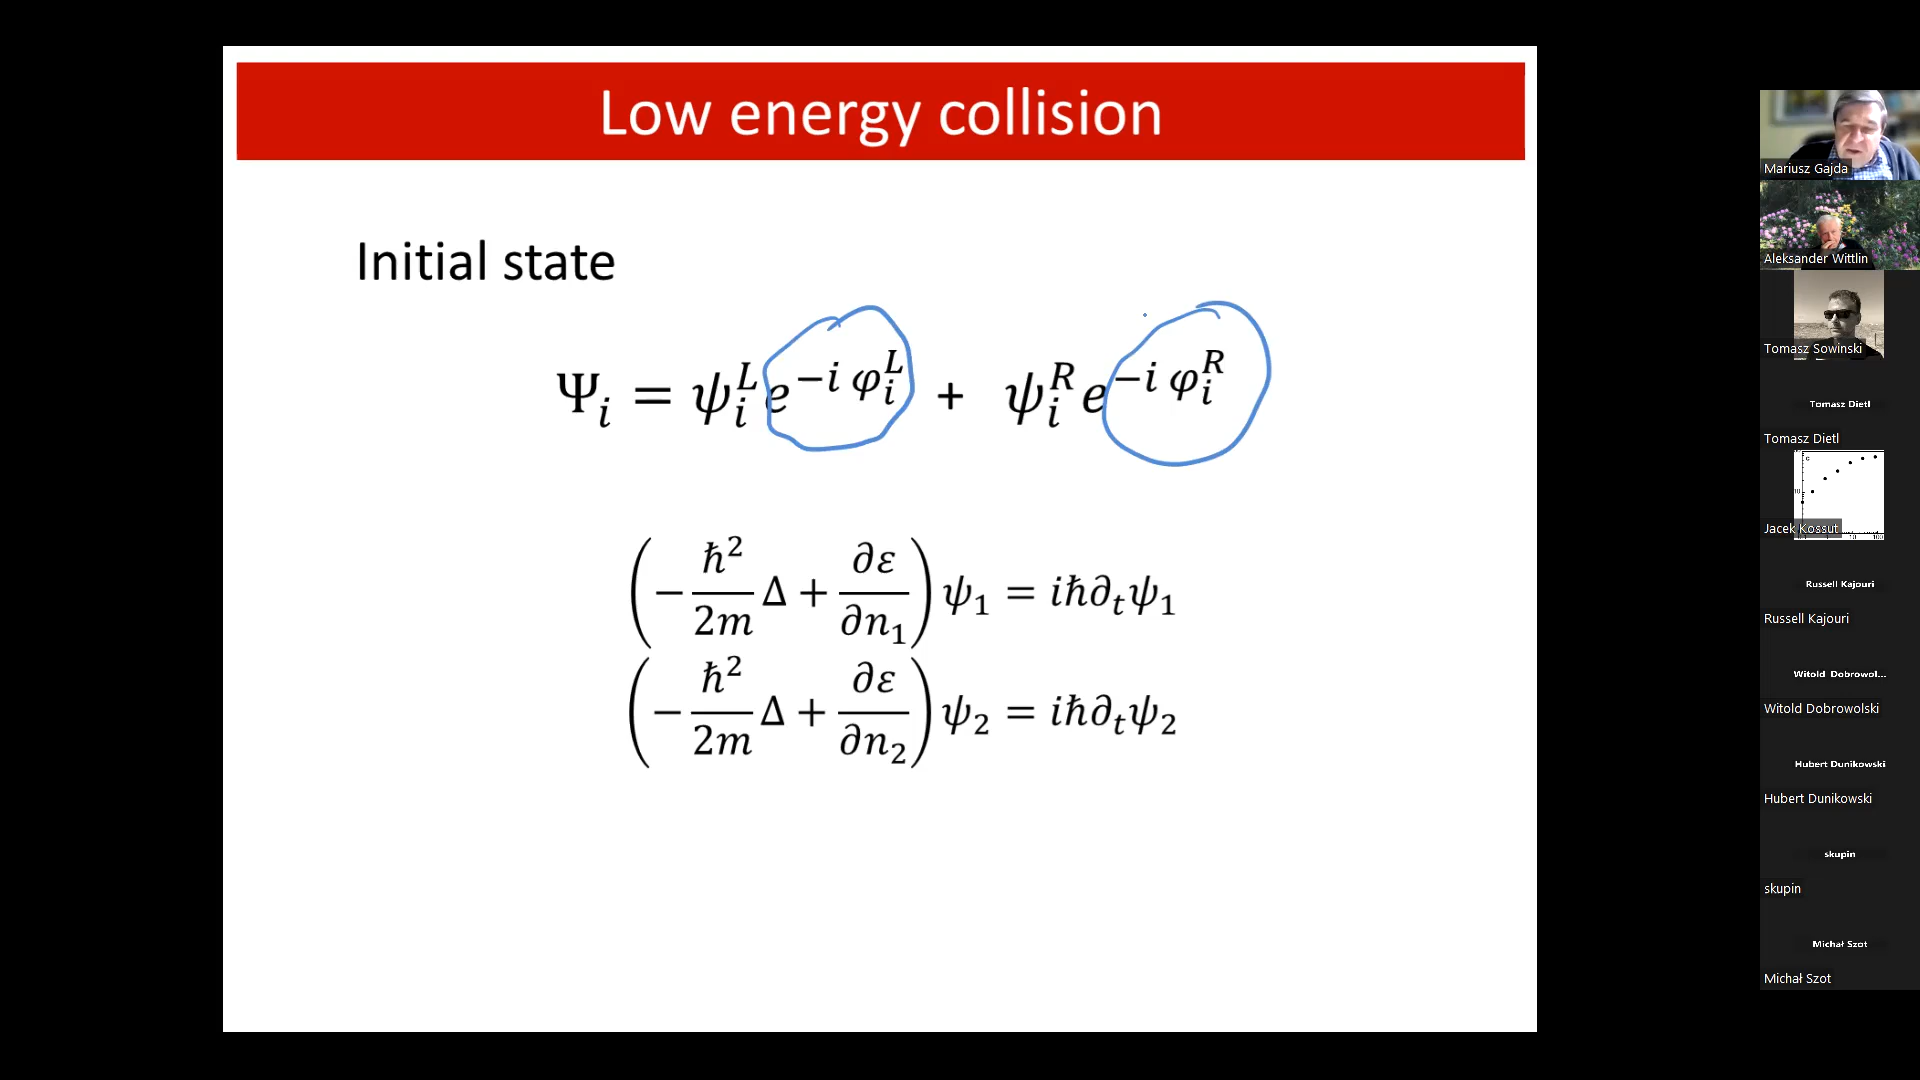 Low energy collision
Initial state
Ψᵢ = ψᵢᴸ e^{−i φᵢᴸ} + ψᵢᴿ e^{−i φᵢᴿ}
(−ħ²/2m Δ + ∂ε/∂n₁) ψ₁ = iħ∂ₜψ₁
(−ħ²/2m Δ + ∂ε/∂n₂) ψ₂ = iħ∂ₜψ₂
Mariusz Gajda
Aleksander Wittlin
Tomasz Sowinski
Tomasz Dietl
Tomasz Dietl
Jacek Kossut
Russell Kajouri
Russell Kajouri
Witold Dobrowol...
Witold Dobrowolski
Hubert Dunikowski
Hubert Dunikowski
skupin
skupin
Michał Szot
Michał Szot